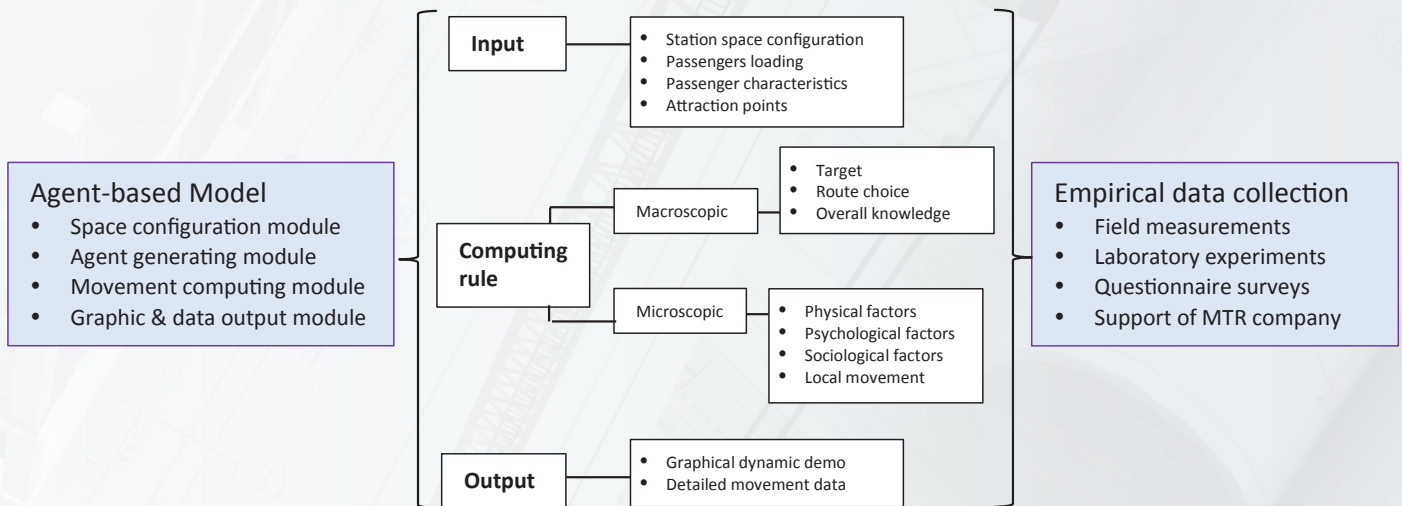 Agent-based Model
• Space configuration module
• Agent generating module
• Movement computing module
• Graphic & data output module
Input
• Station space configuration
• Passengers loading
• Passenger characteristics
• Attraction points
Computing
rule
Macroscopic
• Target
• Route choice
• Overall knowledge
Microscopic
• Physical factors
• Psychological factors
• Sociological factors
• Local movement
Output
• Graphical dynamic demo
• Detailed movement data
Empirical data collection
• Field measurements
• Laboratory experiments
• Questionnaire surveys
• Support of MTR company